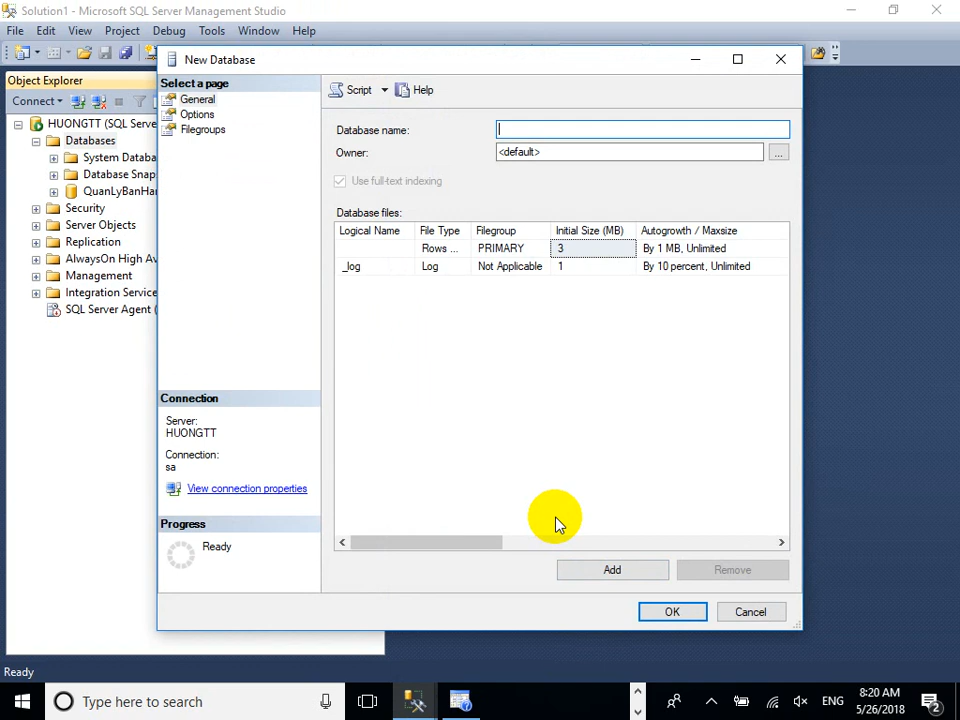 Solution1 - Microsoft SQL Server Management Studio
File Edit View Project Debug Tools Window Help
New Database
Object Explorer
Connect
HUONGTT (SQL Serve
Databases
System Databa
Database Snap
QuanLyBanHan
Security
Server Objects
Replication
AlwaysOn High Av
Management
Integration Service
SQL Server Agent (
Select a page
General
Options
Filegroups
Script Help
Database name:
Owner: <default> ...
Use full-text indexing
Database files:
Logical Name File Type Filegroup Initial Size (MB) Autogrowth / Maxsize
Rows ... PRIMARY 3 By 1 MB, Unlimited
_log Log Not Applicable 1 By 10 percent, Unlimited
Connection
Server:
HUONGTT
Connection:
sa
View connection properties
Progress
Ready
Add Remove
OK Cancel
Ready
Type here to search
ENG
8:20 AM
5/26/2018
2